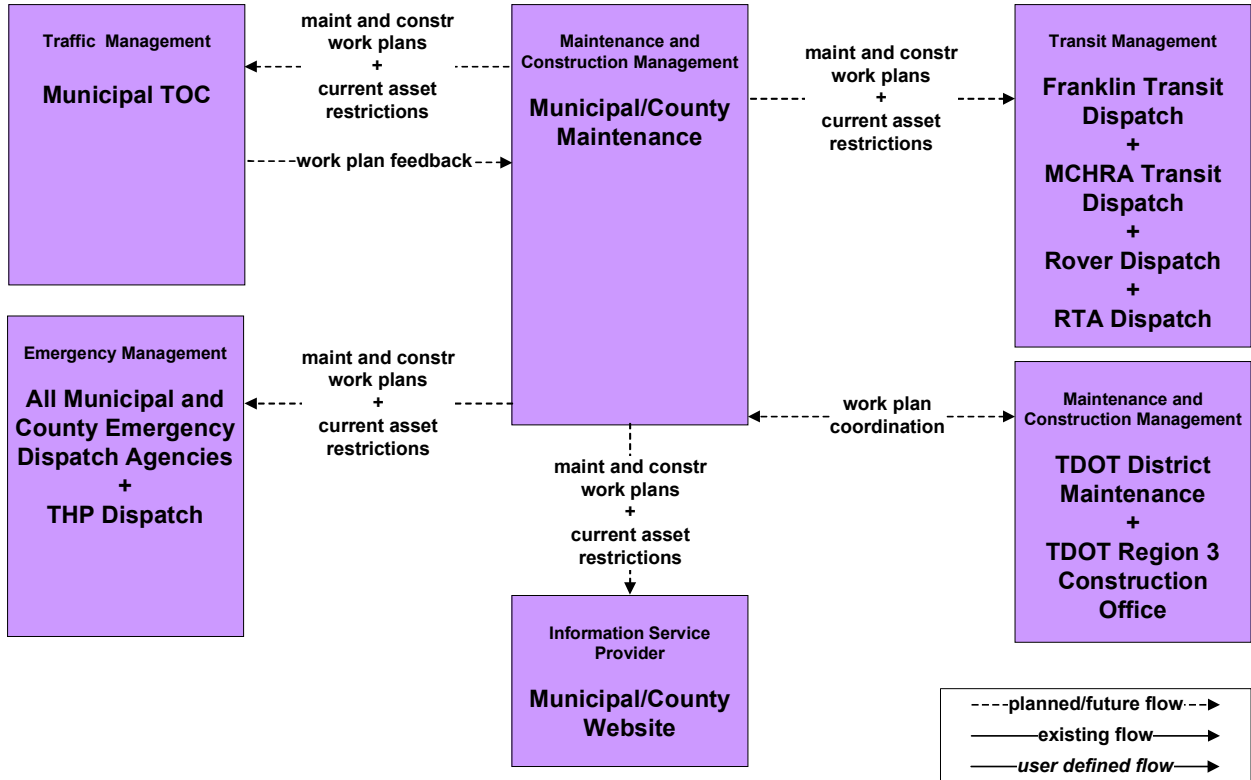 Traffic Management
Municipal TOC
maint and constr
work plans
+
current asset
restrictions
work plan feedback
Maintenance and
Construction Management
Municipal/County
Maintenance
maint and constr
work plans
+
current asset
restrictions
Transit Management
Franklin Transit
Dispatch
+
MCHRA Transit
Dispatch
+
Rover Dispatch
+
RTA Dispatch
Emergency Management
All Municipal and
County Emergency
Dispatch Agencies
+
THP Dispatch
maint and constr
work plans
+
current asset
restrictions
maint and constr
work plans
+
current asset
restrictions
work plan
coordination
Maintenance and
Construction Management
TDOT District
Maintenance
+
TDOT Region 3
Construction
Office
Information Service
Provider
Municipal/County
Website
planned/future flow
existing flow
user defined flow